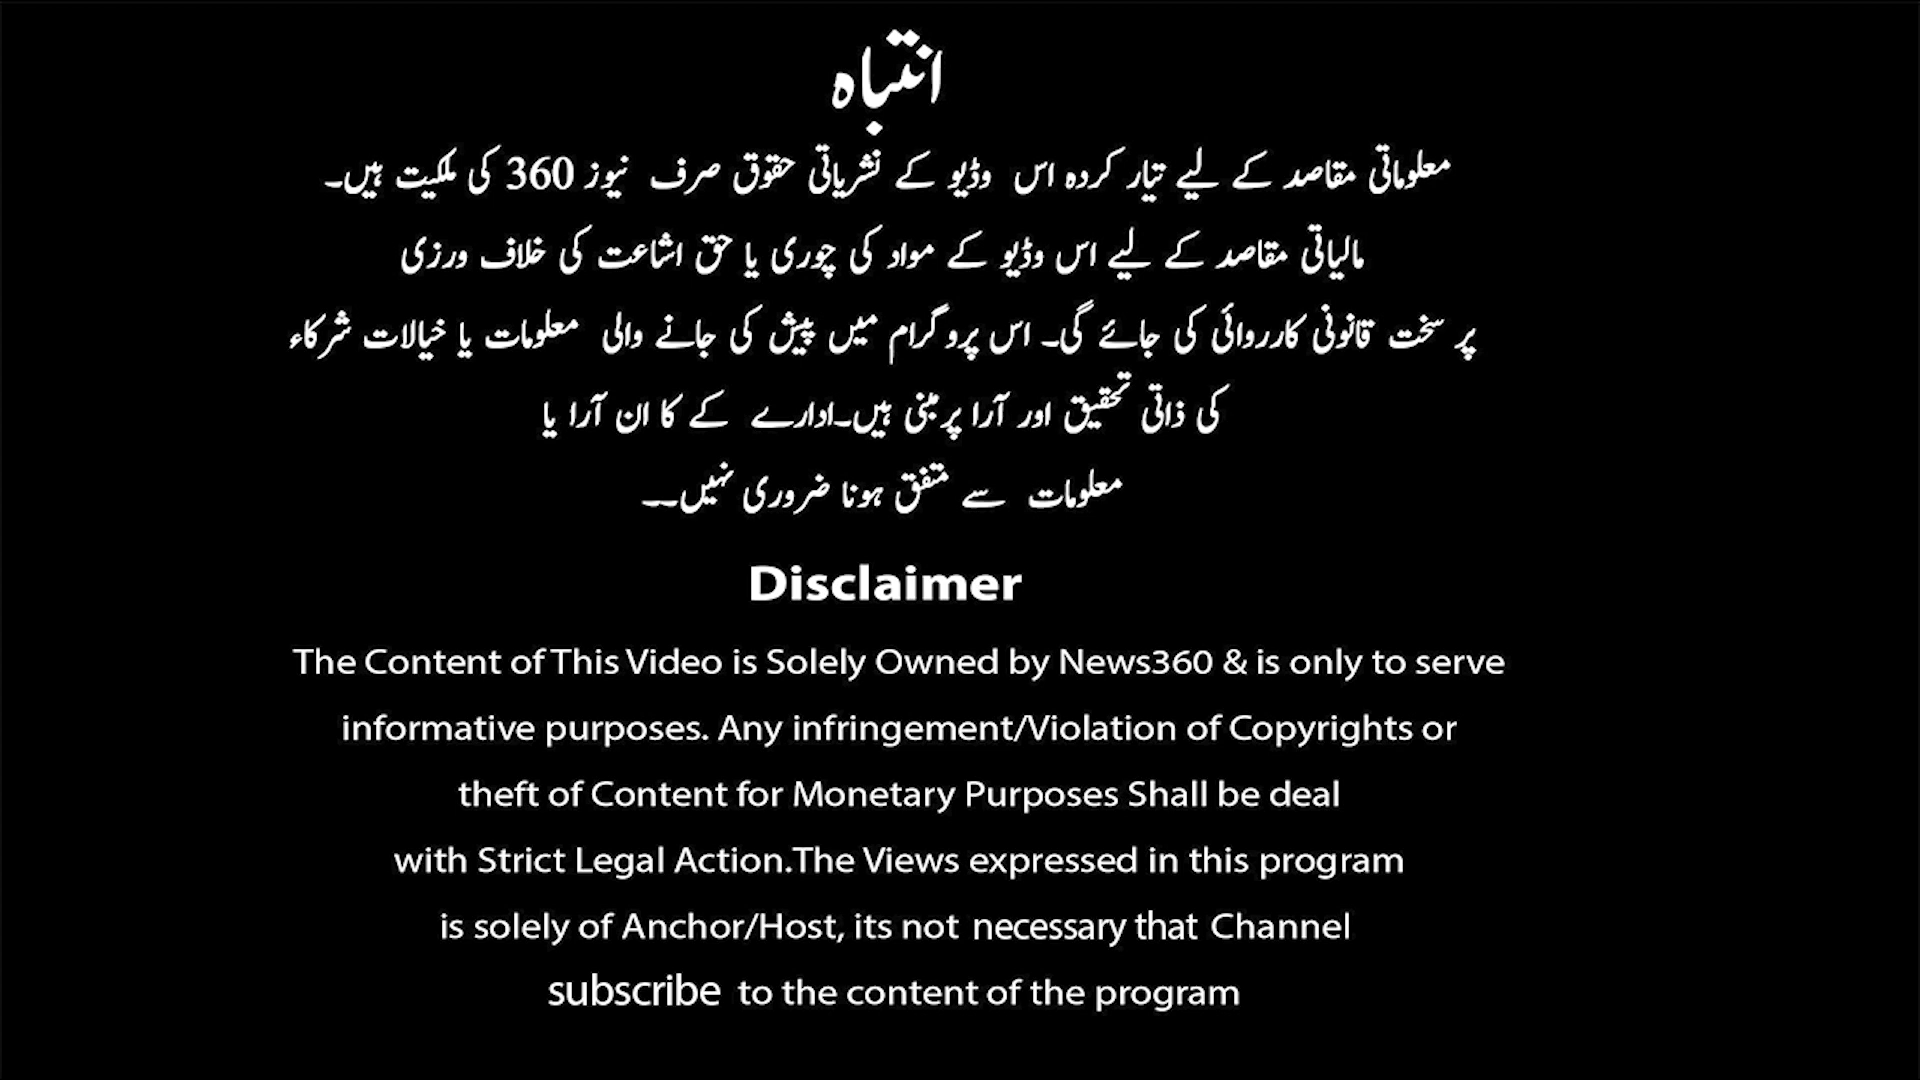 انتباہ
معلوماتی مقاصد کے لیے تیار کردہ اس وڈیو کے نشریاتی حقوق صرف نیوز 360 کی ملکیت ہیں۔
مالیاتی مقاصد کے لیے اس وڈیو کے مواد کی چوری یا حق اشاعت کی خلاف ورزی
پر سخت قانونی کارروائی کی جائے گی۔ اس پروگرام میں پیش کی جانے والی معلومات یا خیالات شرکاء
کی ذاتی تحقیق اور آرا پر مبنی ہیں۔ادارے کے کا ان آرا یا
معلومات سے متفق ہونا ضروری نہیں۔۔
Disclaimer
The Content of This Video is Solely Owned by News360 & is only to serve
informative purposes. Any infringement/Violation of Copyrights or
theft of Content for Monetary Purposes Shall be deal
with Strict Legal Action.The Views expressed in this program
is solely of Anchor/Host, its not necessary that Channel
subscribe to the content of the program